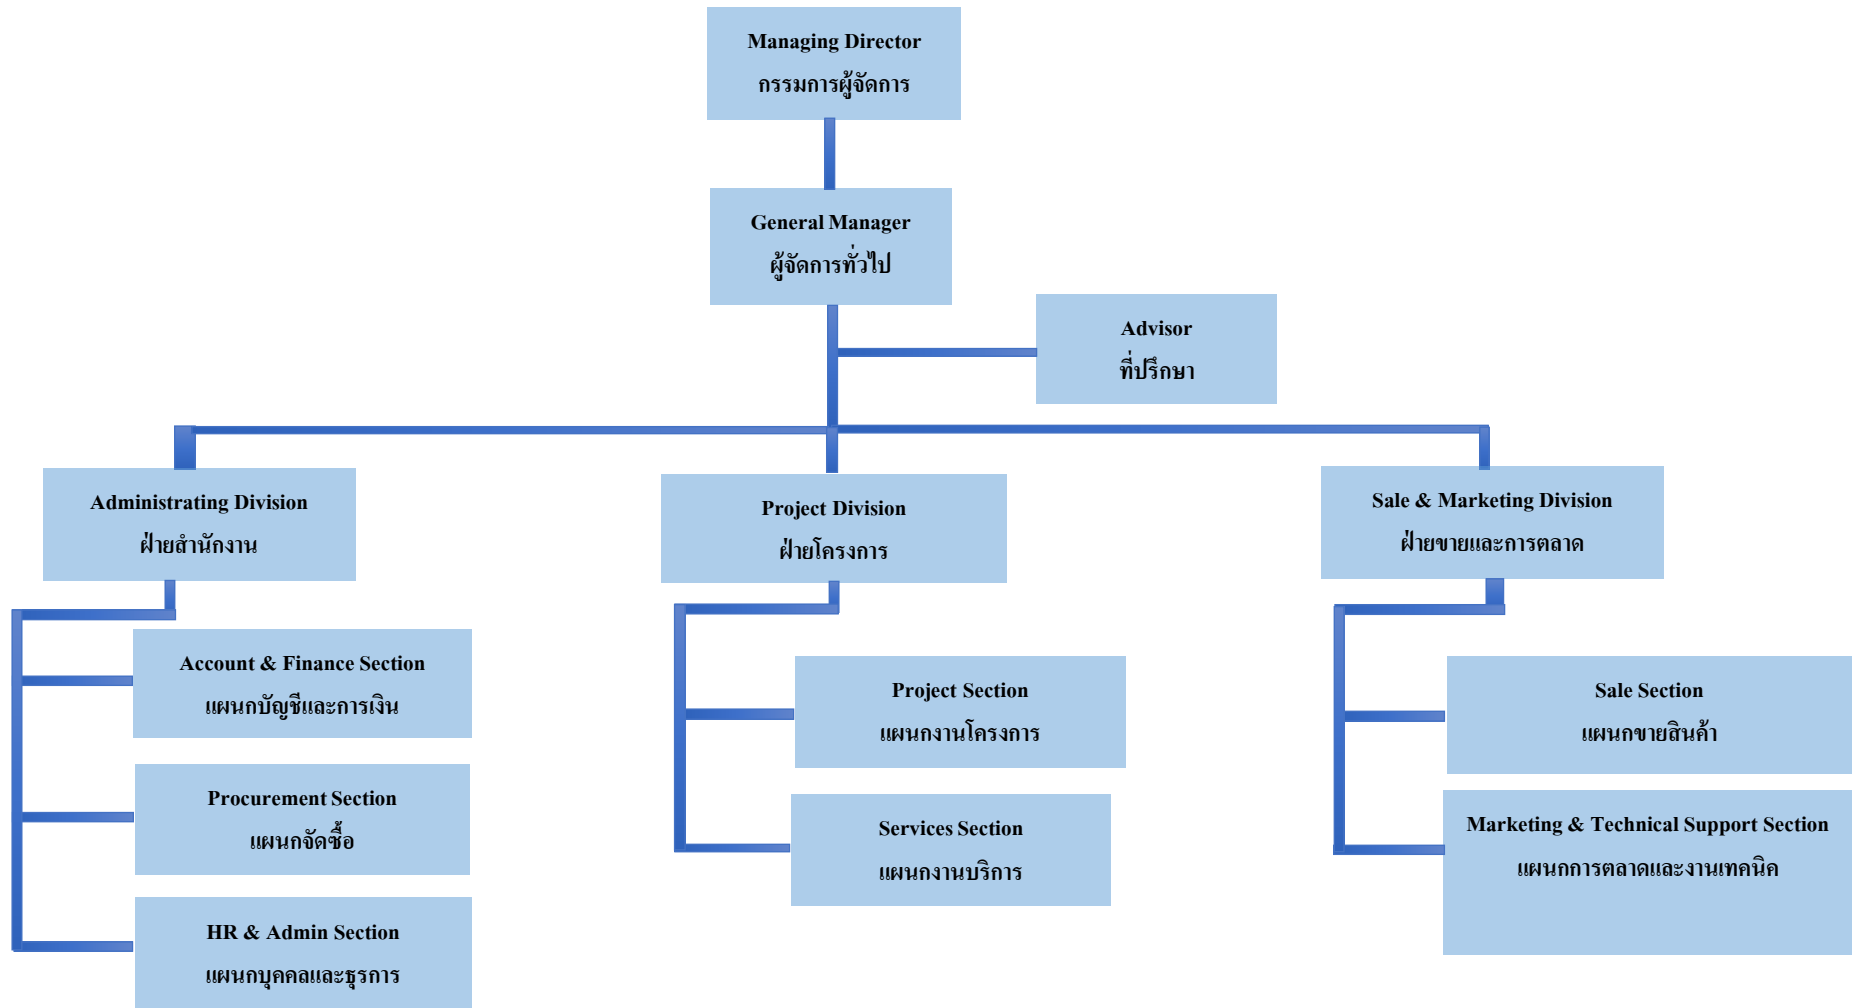 Managing Director
กรรมการผู้จัดการ
General Manager
ผู้จัดการทั่วไป
Advisor
ที่ปรึกษา
Administrating Division
ฝ่ายสำนักงาน
Project Division
ฝ่ายโครงการ
Sale & Marketing Division
ฝ่ายขายและการตลาด
Account & Finance Section
แผนกบัญชีและการเงิน
Procurement Section
แผนกจัดซื้อ
HR & Admin Section
แผนกบุคคลและธุรการ
Project Section
แผนกงานโครงการ
Services Section
แผนกงานบริการ
Sale Section
แผนกขายสินค้า
Marketing & Technical Support Section
แผนกการตลาดและงานเทคนิค